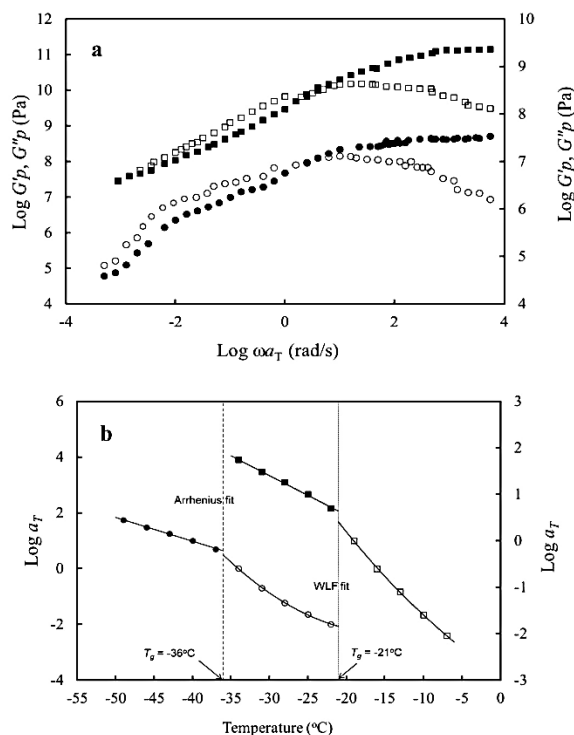 a
12
11
10
9
8
7
6
5
4
Log G'p, G"p (Pa)
10
9
8
7
6
5
4
Log G'p, G"p (Pa)
-4 -2 0 2 4
Log ωaT (rad/s)
b
6
4
2
0
-2
-4
Log aT
3
2
1
0
-1
-2
-3
Log aT
Arrhenius fit
WLF fit
Tg = -36°C
Tg = -21°C
-50 -45 -40 -35 -30 -25 -20 -15 -10 -5 0
Temperature (°C)